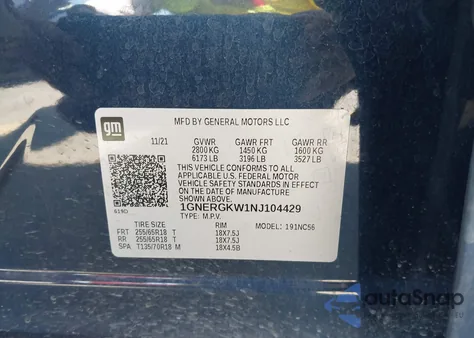 gm
MFD BY GENERAL MOTORS LLC
11/21 GVWR GAWR FRT GAWR RR
2800 KG 1450 KG 1600 KG
6173 LB 3196 LB 3527 LB
THIS VEHICLE CONFORMS TO ALL
APPLICABLE U.S. FEDERAL MOTOR
VEHICLE SAFETY STANDARDS IN EFFECT
ON THE DATE OF MANUFACTURE
SHOWN ABOVE.
1GNERGKW1NJ104429
TYPE: M.P.V.
TIRE SIZE RIM MODEL: 191NC56
FRT 255/65R18 T 18X7.5J
RR 255/65R18 T 18X7.5J
SPA T135/70R18 M 18X4.5B
autoSnap